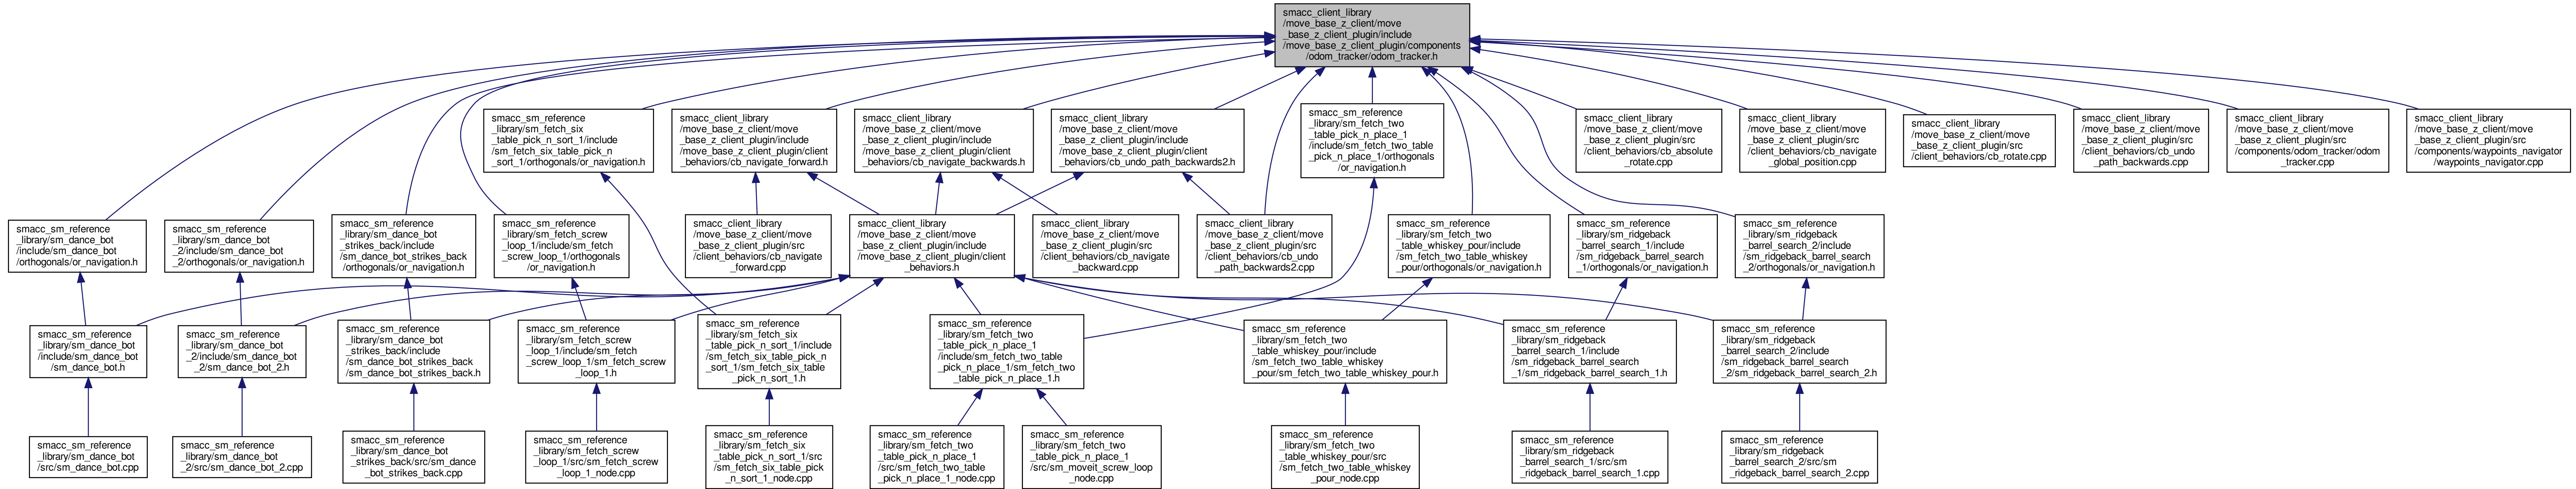 smacc_client_library
/move_base_z_client/move
_base_z_client_plugin/include
/move_base_z_client_plugin/components
/odom_tracker/odom_tracker.h
smacc_sm_reference
_library/sm_fetch_six
_table_pick_n_sort_1/include
/sm_fetch_six_table_pick_n
_sort_1/orthogonals/or_navigation.h
smacc_client_library
/move_base_z_client/move
_base_z_client_plugin/include
/move_base_z_client_plugin/client
_behaviors/cb_navigate_forward.h
smacc_client_library
/move_base_z_client/move
_base_z_client_plugin/include
/move_base_z_client_plugin/client
_behaviors/cb_navigate_backwards.h
smacc_client_library
/move_base_z_client/move
_base_z_client_plugin/include
/move_base_z_client_plugin/client
_behaviors/cb_undo_path_backwards2.h
smacc_sm_reference
_library/sm_fetch_two
_table_pick_n_place_1
/include/sm_fetch_two_table
_pick_n_place_1/orthogonals
/or_navigation.h
smacc_client_library
/move_base_z_client/move
_base_z_client_plugin/src
/client_behaviors/cb_absolute
_rotate.cpp
smacc_client_library
/move_base_z_client/move
_base_z_client_plugin/src
/client_behaviors/cb_navigate
_global_position.cpp
smacc_client_library
/move_base_z_client/move
_base_z_client_plugin/src
/client_behaviors/cb_rotate.cpp
smacc_client_library
/move_base_z_client/move
_base_z_client_plugin/src
/client_behaviors/cb_undo
_path_backwards.cpp
smacc_client_library
/move_base_z_client/move
_base_z_client_plugin/src
/components/odom_tracker/odom
_tracker.cpp
smacc_client_library
/move_base_z_client/move
_base_z_client_plugin/src
/components/waypoints_navigator
/waypoints_navigator.cpp
smacc_sm_reference
_library/sm_dance_bot
/include/sm_dance_bot
/orthogonals/or_navigation.h
smacc_sm_reference
_library/sm_dance_bot
_2/include/sm_dance_bot
_2/orthogonals/or_navigation.h
smacc_sm_reference
_library/sm_dance_bot
_strikes_back/include
/sm_dance_bot_strikes_back
/orthogonals/or_navigation.h
smacc_sm_reference
_library/sm_fetch_screw
_loop_1/include/sm_fetch
_screw_loop_1/orthogonals
/or_navigation.h
smacc_client_library
/move_base_z_client/move
_base_z_client_plugin/src
/client_behaviors/cb_navigate
_forward.cpp
smacc_client_library
/move_base_z_client/move
_base_z_client_plugin/include
/move_base_z_client_plugin/client
_behaviors.h
smacc_client_library
/move_base_z_client/move
_base_z_client_plugin/src
/client_behaviors/cb_navigate
_backward.cpp
smacc_client_library
/move_base_z_client/move
_base_z_client_plugin/src
/client_behaviors/cb_undo
_path_backwards2.cpp
smacc_sm_reference
_library/sm_fetch_two
_table_whiskey_pour/include
/sm_fetch_two_table_whiskey
_pour/orthogonals/or_navigation.h
smacc_sm_reference
_library/sm_ridgeback
_barrel_search_1/include
/sm_ridgeback_barrel_search
_1/orthogonals/or_navigation.h
smacc_sm_reference
_library/sm_ridgeback
_barrel_search_2/include
/sm_ridgeback_barrel_search
_2/orthogonals/or_navigation.h
smacc_sm_reference
_library/sm_dance_bot
/include/sm_dance_bot
/sm_dance_bot.h
smacc_sm_reference
_library/sm_dance_bot
_2/include/sm_dance_bot
_2/sm_dance_bot_2.h
smacc_sm_reference
_library/sm_dance_bot
_strikes_back/include
/sm_dance_bot_strikes_back
/sm_dance_bot_strikes_back.h
smacc_sm_reference
_library/sm_fetch_screw
_loop_1/include/sm_fetch
_screw_loop_1/sm_fetch_screw
_loop_1.h
smacc_sm_reference
_library/sm_fetch_six
_table_pick_n_sort_1/include
/sm_fetch_six_table_pick_n
_sort_1/sm_fetch_six_table
_pick_n_sort_1.h
smacc_sm_reference
_library/sm_fetch_two
_table_pick_n_place_1
/include/sm_fetch_two_table
_pick_n_place_1/sm_fetch_two
_table_pick_n_place_1.h
smacc_sm_reference
_library/sm_fetch_two
_table_whiskey_pour/include
/sm_fetch_two_table_whiskey
_pour/sm_fetch_two_table_whiskey_pour.h
smacc_sm_reference
_library/sm_ridgeback
_barrel_search_1/include
/sm_ridgeback_barrel_search
_1/sm_ridgeback_barrel_search_1.h
smacc_sm_reference
_library/sm_ridgeback
_barrel_search_2/include
/sm_ridgeback_barrel_search
_2/sm_ridgeback_barrel_search_2.h
smacc_sm_reference
_library/sm_dance_bot
/src/sm_dance_bot.cpp
smacc_sm_reference
_library/sm_dance_bot
_2/src/sm_dance_bot_2.cpp
smacc_sm_reference
_library/sm_dance_bot
_strikes_back/src/sm_dance
_bot_strikes_back.cpp
smacc_sm_reference
_library/sm_fetch_screw
_loop_1/src/sm_fetch_screw
_loop_1_node.cpp
smacc_sm_reference
_library/sm_fetch_six
_table_pick_n_sort_1/src
/sm_fetch_six_table_pick
_n_sort_1_node.cpp
smacc_sm_reference
_library/sm_fetch_two
_table_pick_n_place_1
/src/sm_fetch_two_table
_pick_n_place_1_node.cpp
smacc_sm_reference
_library/sm_fetch_two
_table_pick_n_place_1
/src/sm_moveit_screw_loop
_node.cpp
smacc_sm_reference
_library/sm_fetch_two
_table_whiskey_pour/src
/sm_fetch_two_table_whiskey
_pour_node.cpp
smacc_sm_reference
_library/sm_ridgeback
_barrel_search_1/src/sm
_ridgeback_barrel_search_1.cpp
smacc_sm_reference
_library/sm_ridgeback
_barrel_search_2/src/sm
_ridgeback_barrel_search_2.cpp